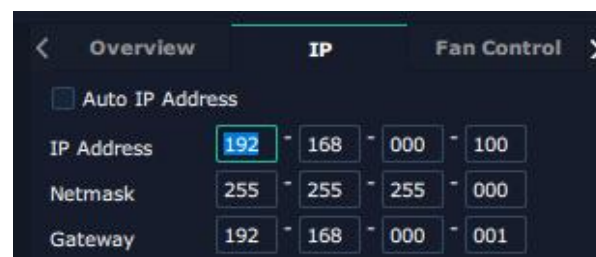 Overview IP Fan Control
Auto IP Address
IP Address 192 - 168 - 000 - 100
Netmask 255 - 255 - 255 - 000
Gateway 192 - 168 - 000 - 001